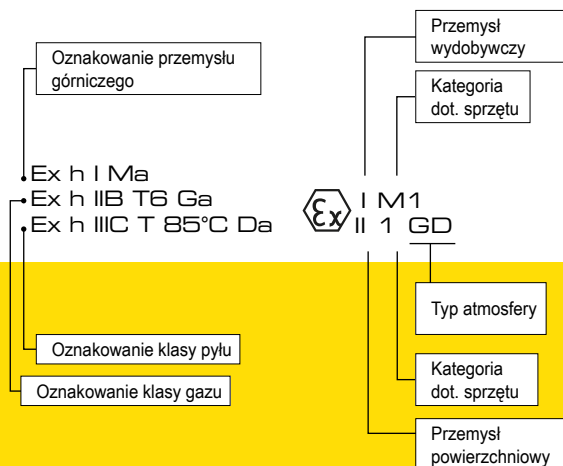 Oznakowanie przemysłu
górniczego
Ex h I Ma
Ex h IIB T6 Ga
Ex h IIIC T 85°C Da
Oznakowanie klasy pyłu
Oznakowanie klasy gazu
Przemysł
wydobywczy
Kategoria
dot. sprzętu
Ex
I M1
II 1 GD
Typ atmosfery
Kategoria
dot. sprzętu
Przemysł
powierzchniowy